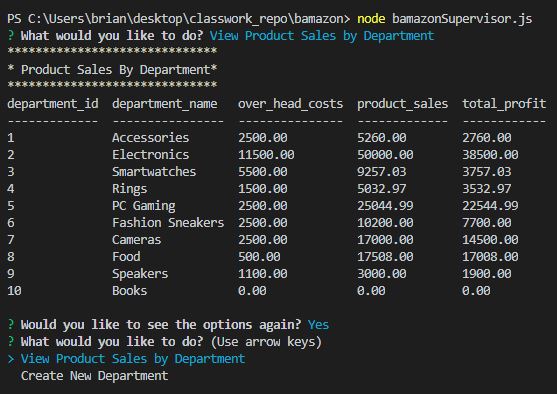 PS C:\Users\brian\desktop\classwork_repo\bamazon> node bamazonSupervisor.js
? What would you like to do? View Product Sales by Department
*****************************
* Product Sales By Department*
*****************************
department_id  department_name  over_head_costs  product_sales  total_profit
-------------  ---------------  ---------------  -------------  ------------
1              Accessories      2500.00          5260.00        2760.00
2              Electronics      11500.00         50000.00       38500.00
3              Smartwatches     5500.00          9257.03        3757.03
4              Rings            1500.00          5032.97        3532.97
5              PC Gaming        2500.00          25044.99       22544.99
6              Fashion Sneakers 2500.00          10200.00       7700.00
7              Cameras          2500.00          17000.00       14500.00
8              Food             500.00           17508.00       17008.00
9              Speakers         1100.00          3000.00        1900.00
10             Books            0.00             0.00           0.00
? Would you like to see the options again? Yes
? What would you like to do? (Use arrow keys)
> View Product Sales by Department
  Create New Department